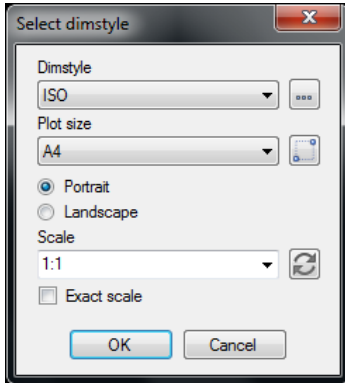 Select dimstyle
Dimstyle
ISO
Plot size
A4
Portrait
Landscape
Scale
1:1
Exact scale
OK Cancel